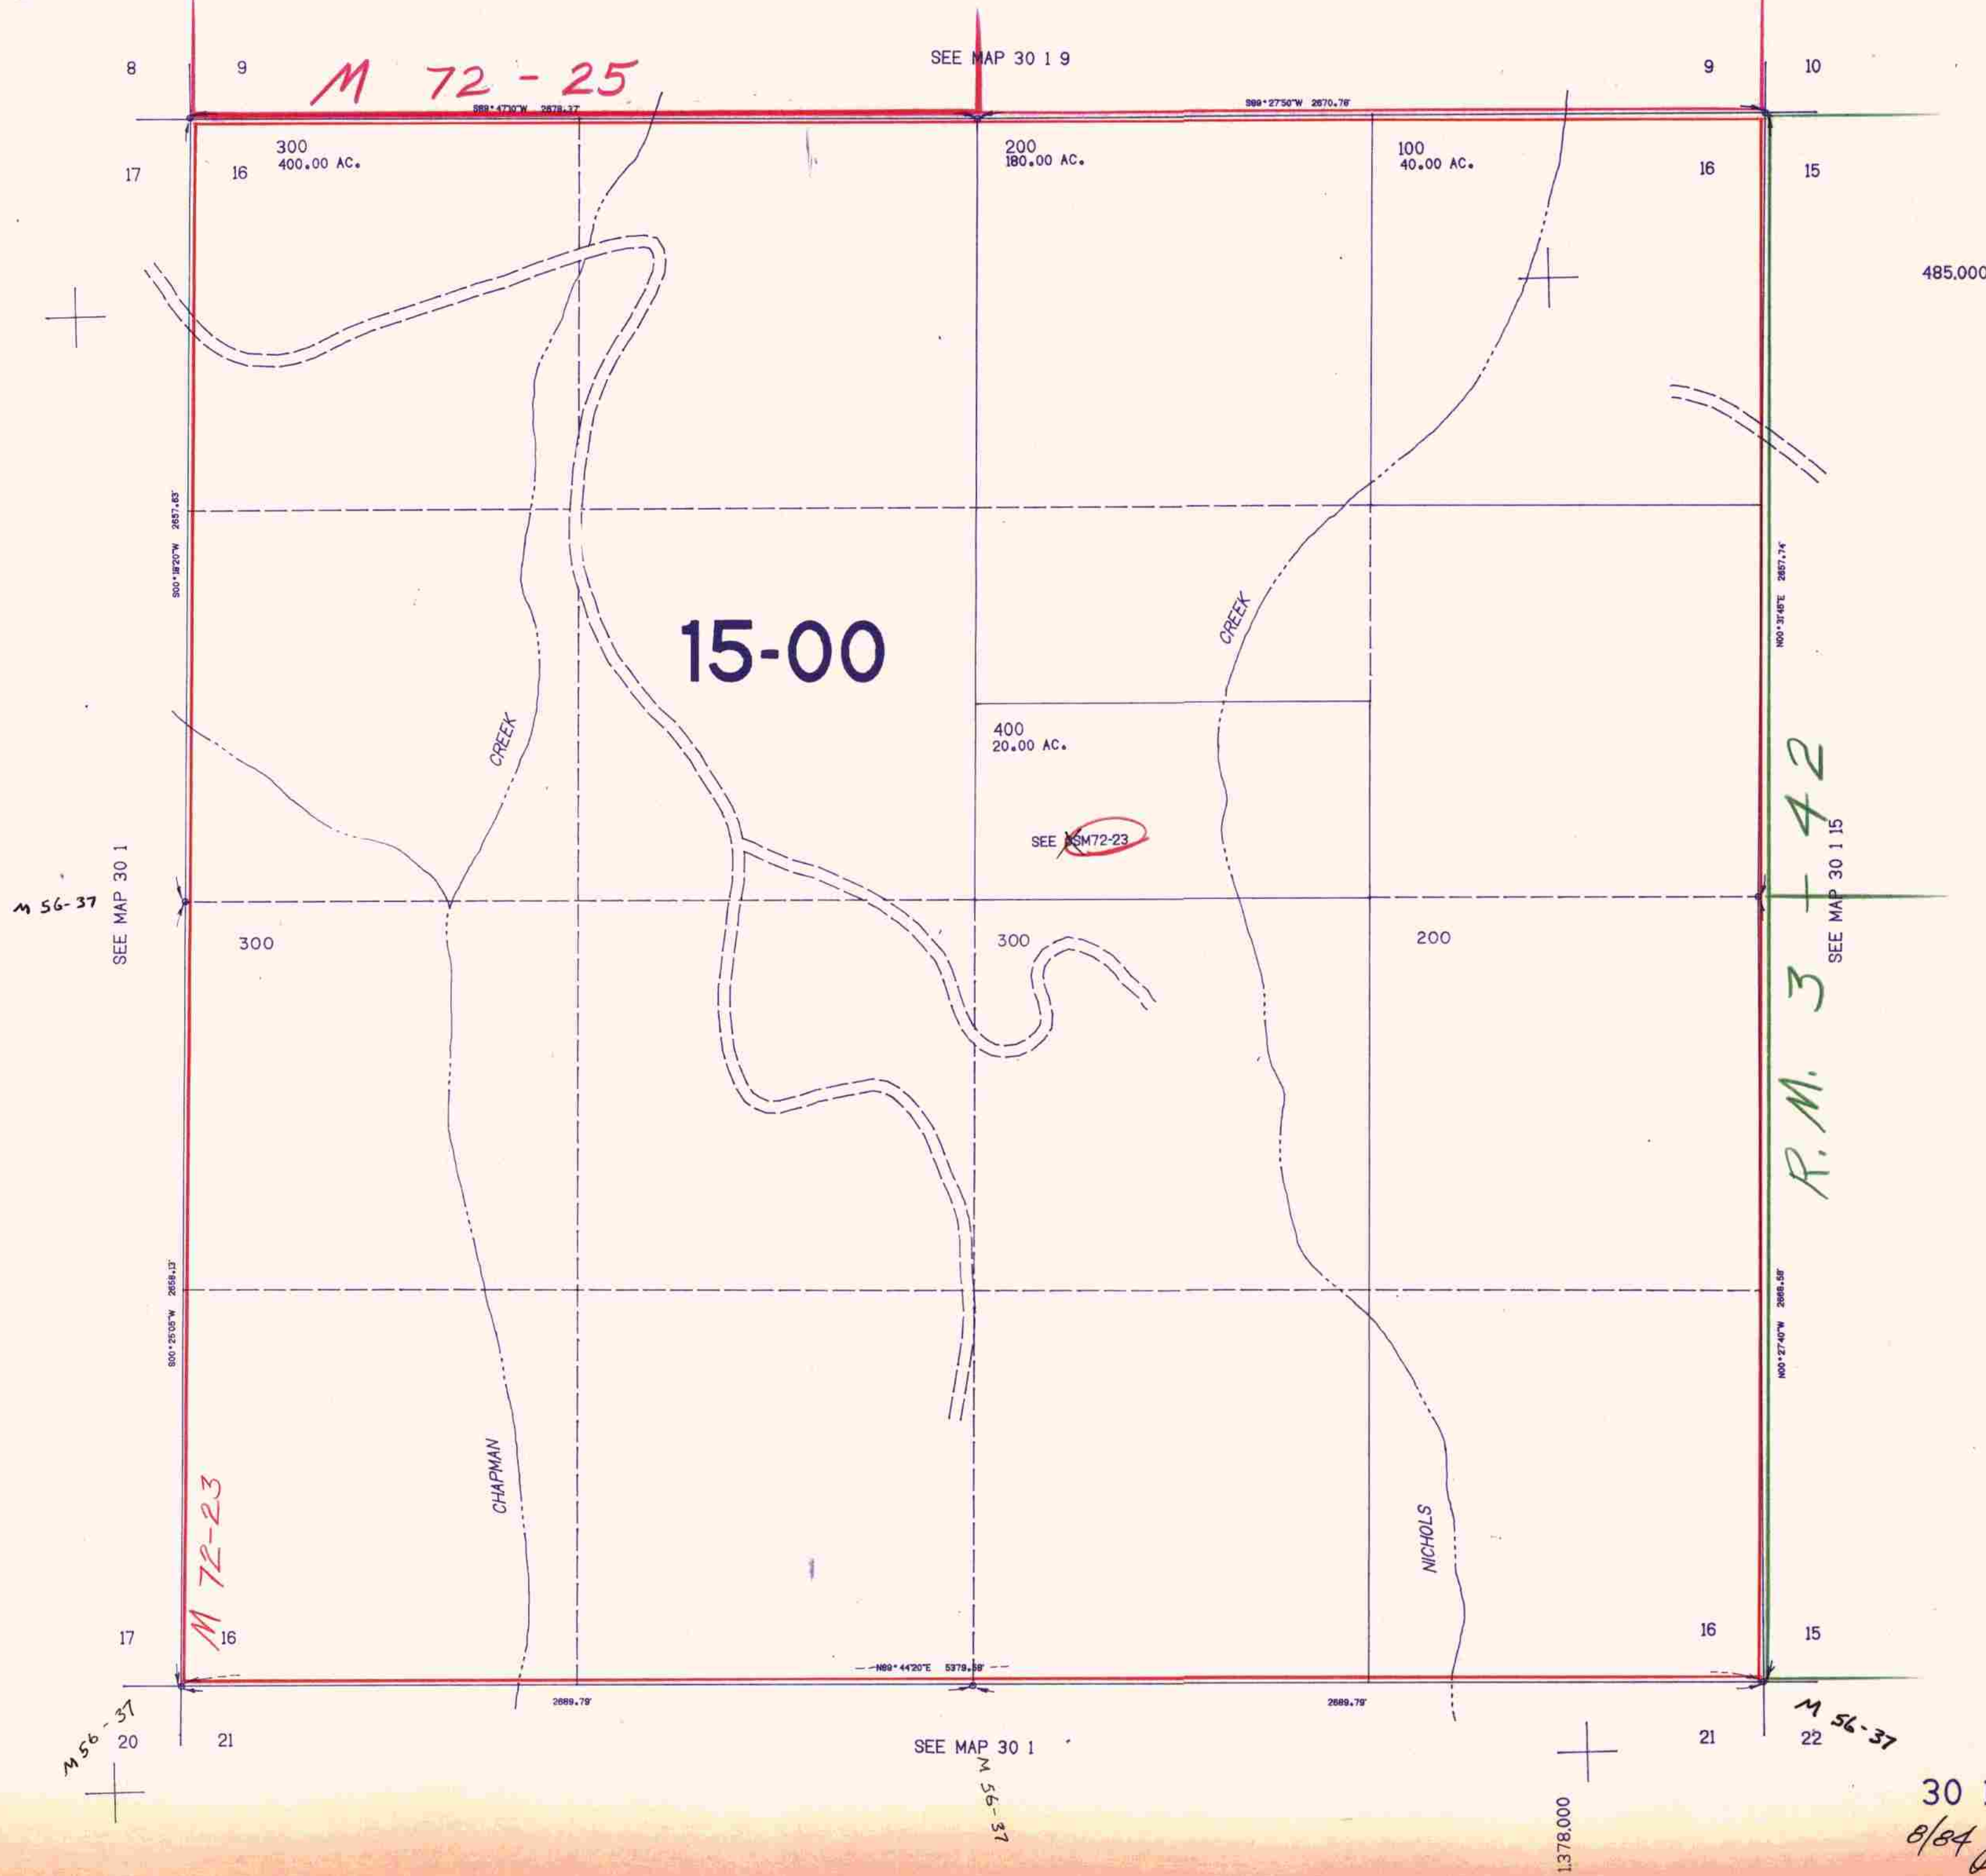 SEE MAP 30 1 9
8 9
M 72 - 25
9 10
S89°47'10"W 2678.37'
S89°27'50"W 2670.78'
300
400.00 AC.
200
180.00 AC.
100
40.00 AC.
17 16
16 15
485.000
S00°18'20"W 2657.63'
N00°31'48"E 2657.74'
15-00
CREEK
CREEK
400
20.00 AC.
SEE SM72-23
R.M. 3 + 42
SEE MAP 30 1 15
SEE MAP 30 1
M 56-37
300
300
200
S00°25'05"W 2658.13'
N00°27'40"W 2668.58'
CHAPMAN
NICHOLS
M 72-23
17 16
16 15
N89°44'20"E 5379.58'
2689.79'
2689.79'
M 56-37
20 21
SEE MAP 30 1
M 56-37
21 22
M 56-37
1.378.000
30
8/84